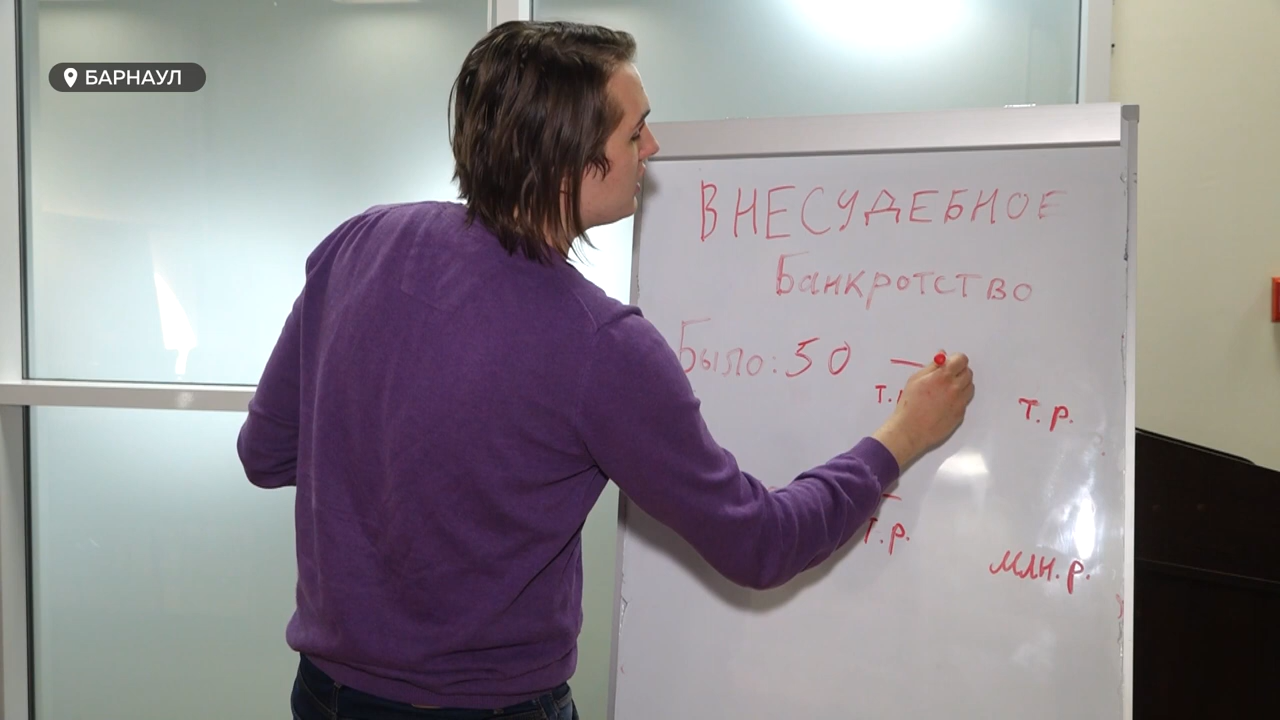 БАРНАУЛ
ВНЕСУДЕБНОЕ
Банкротство
Было: 50 —
т. р.
т.р.
млн.р.